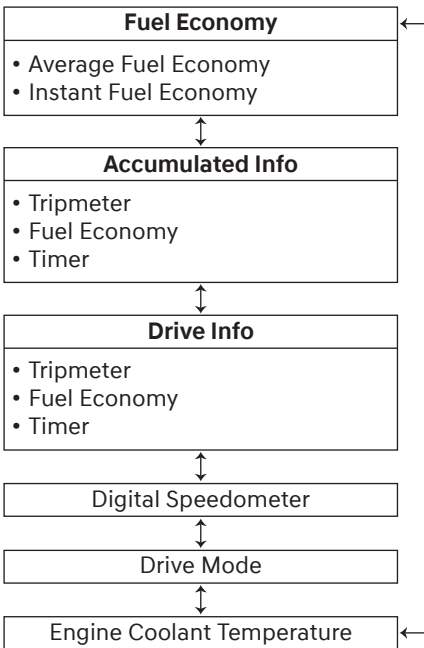 Fuel Economy
• Average Fuel Economy
• Instant Fuel Economy
Accumulated Info
• Tripmeter
• Fuel Economy
• Timer
Drive Info
• Tripmeter
• Fuel Economy
• Timer
Digital Speedometer
Drive Mode
Engine Coolant Temperature